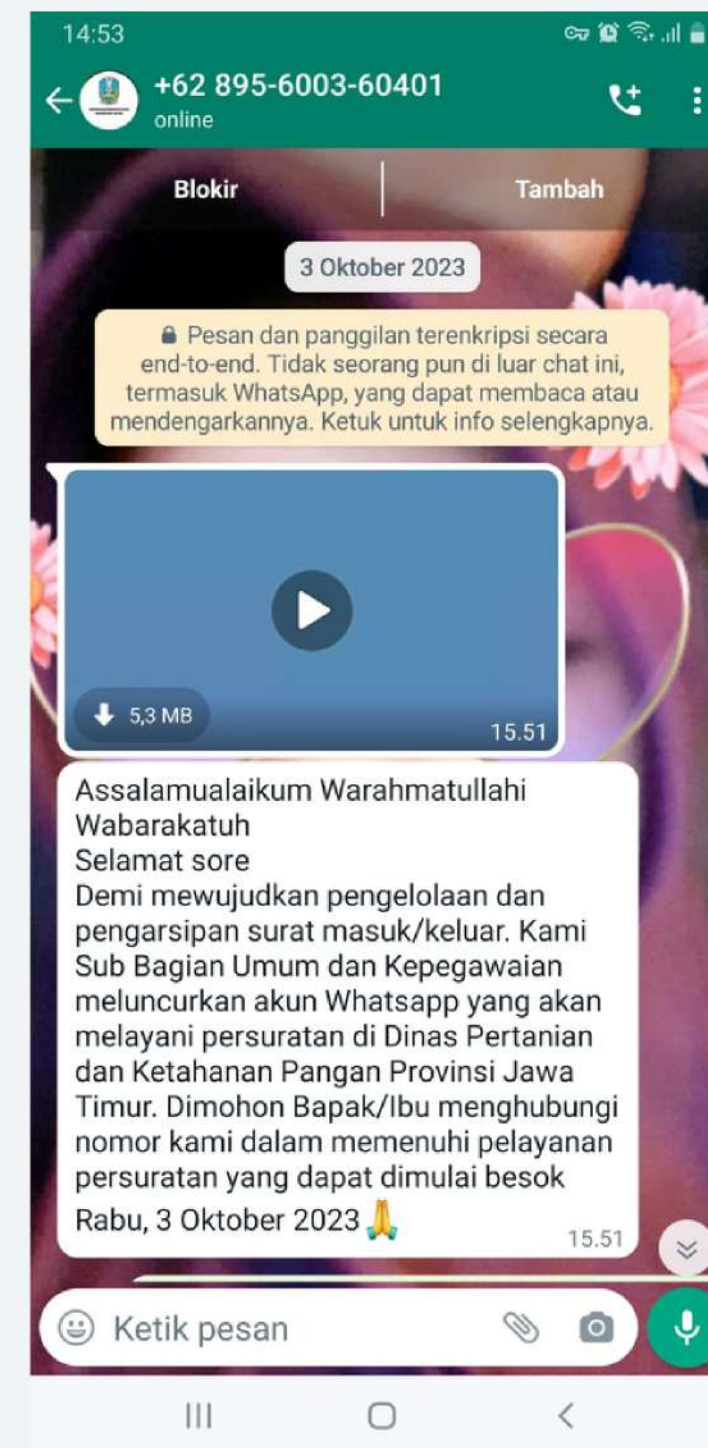 14:53
+62 895-6003-60401
online
Blokir
Tambah
3 Oktober 2023
Pesan dan panggilan terenkripsi secara
end-to-end. Tidak seorang pun di luar chat ini,
termasuk WhatsApp, yang dapat membaca atau
mendengarkannya. Ketuk untuk info selengkapnya.
5,3 MB
15.51
Assalamualaikum Warahmatullahi
Wabarakatuh
Selamat sore
Demi mewujudkan pengelolaan dan
pengarsipan surat masuk/keluar. Kami
Sub Bagian Umum dan Kepegawaian
meluncurkan akun Whatsapp yang akan
melayani persuratan di Dinas Pertanian
dan Ketahanan Pangan Provinsi Jawa
Timur. Dimohon Bapak/Ibu menghubungi
nomor kami dalam memenuhi pelayanan
persuratan yang dapat dimulai besok
Rabu, 3 Oktober 2023🙏
15.51
Ketik pesan